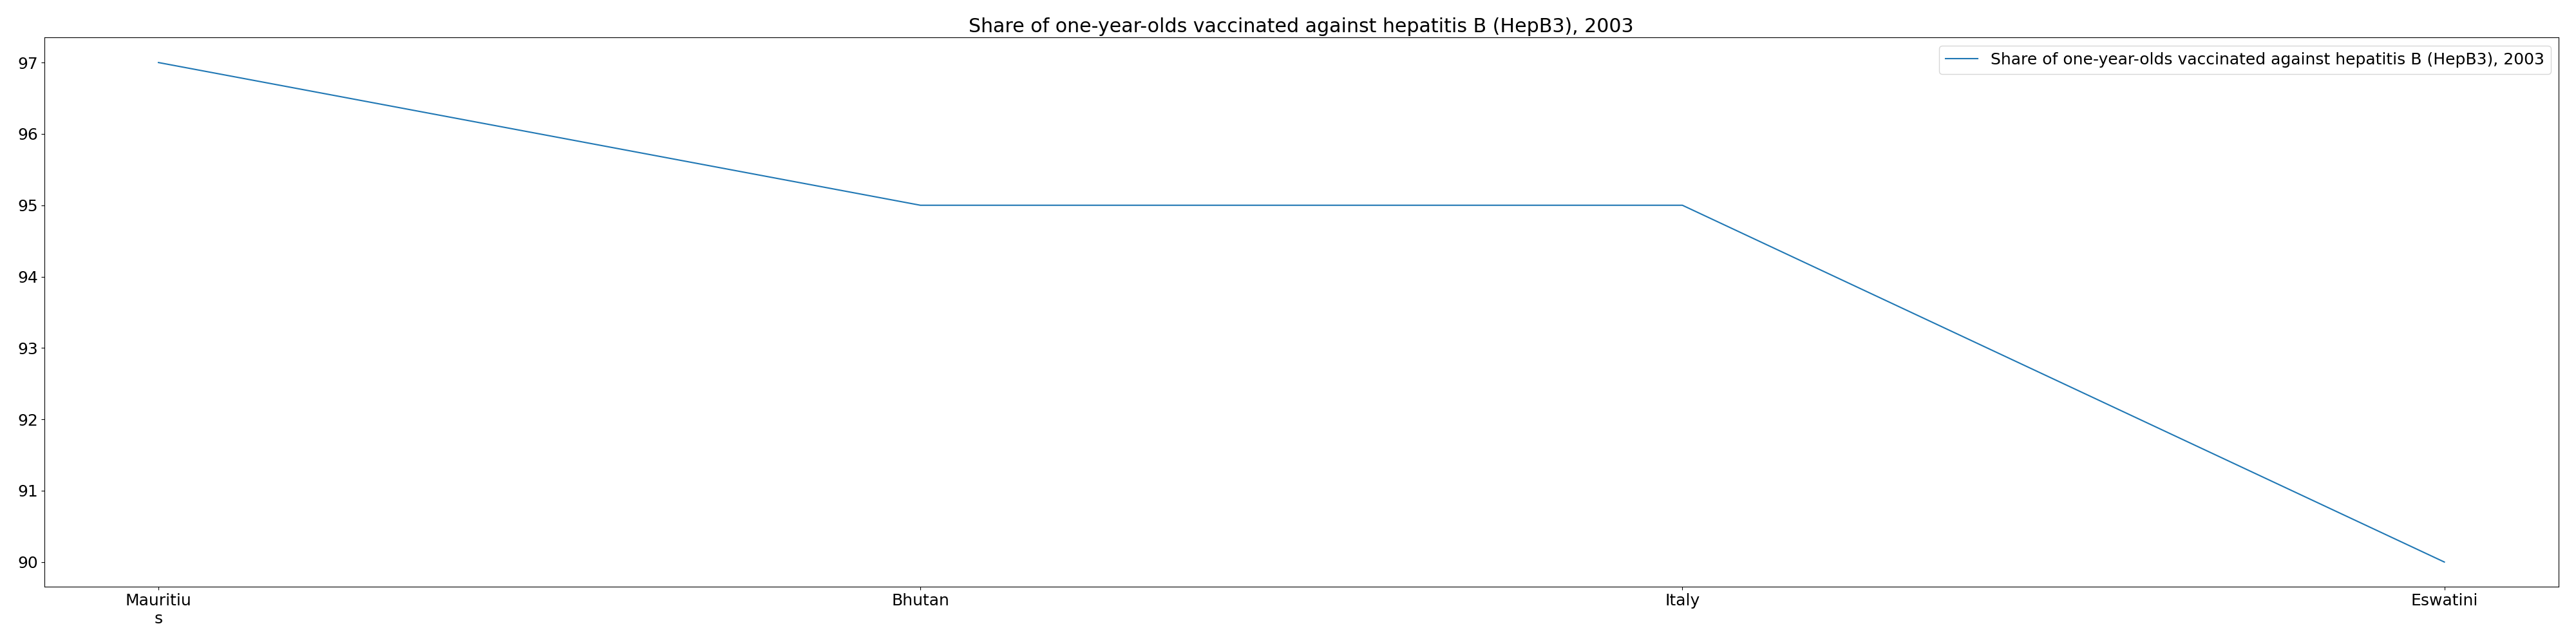 Share of one-year-olds vaccinated against hepatitis B (HepB3), 2003
Share of one-year-olds vaccinated against hepatitis B (HepB3), 2003
97
96
95
94
93
92
91
90
Mauritiu
s
Bhutan
Italy
Eswatini